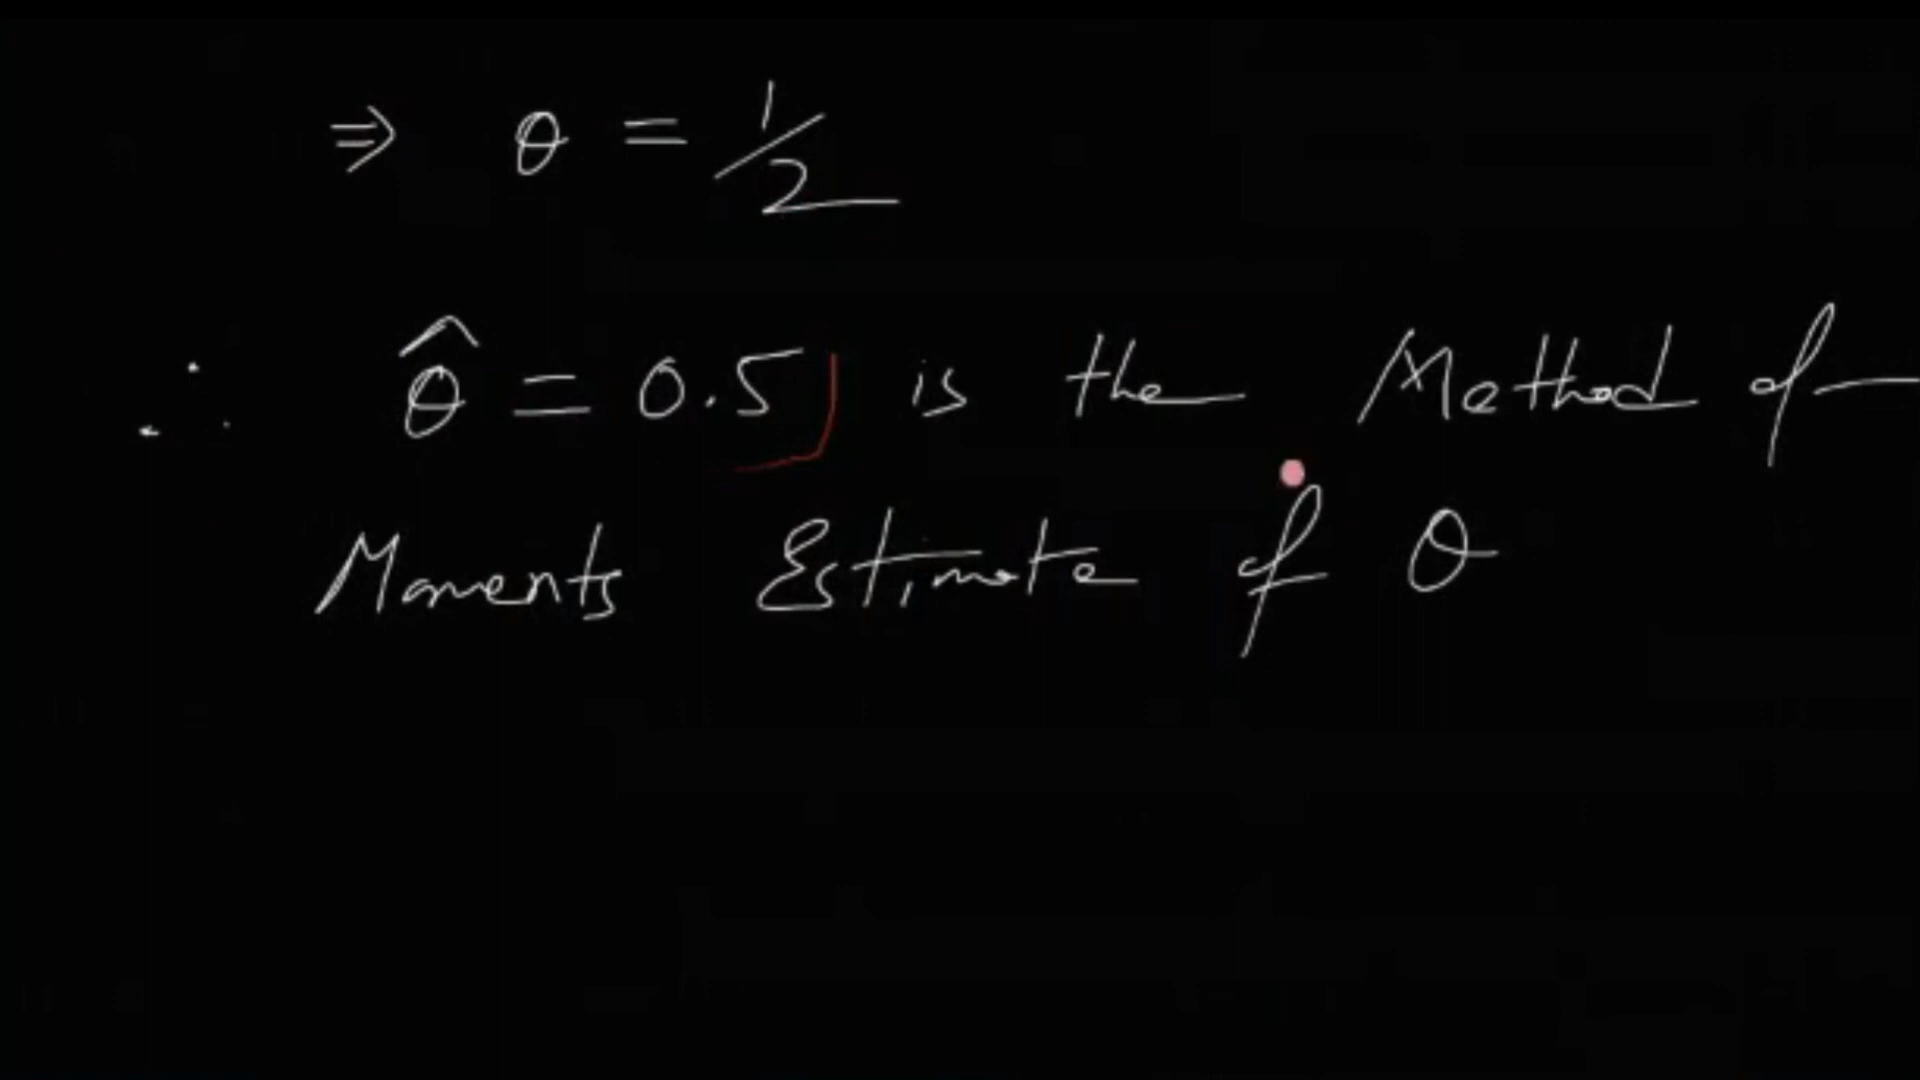 ⇒ θ = 1/2
∴ θ̂ = 0.5 is the Method of
Moments Estimate of θ